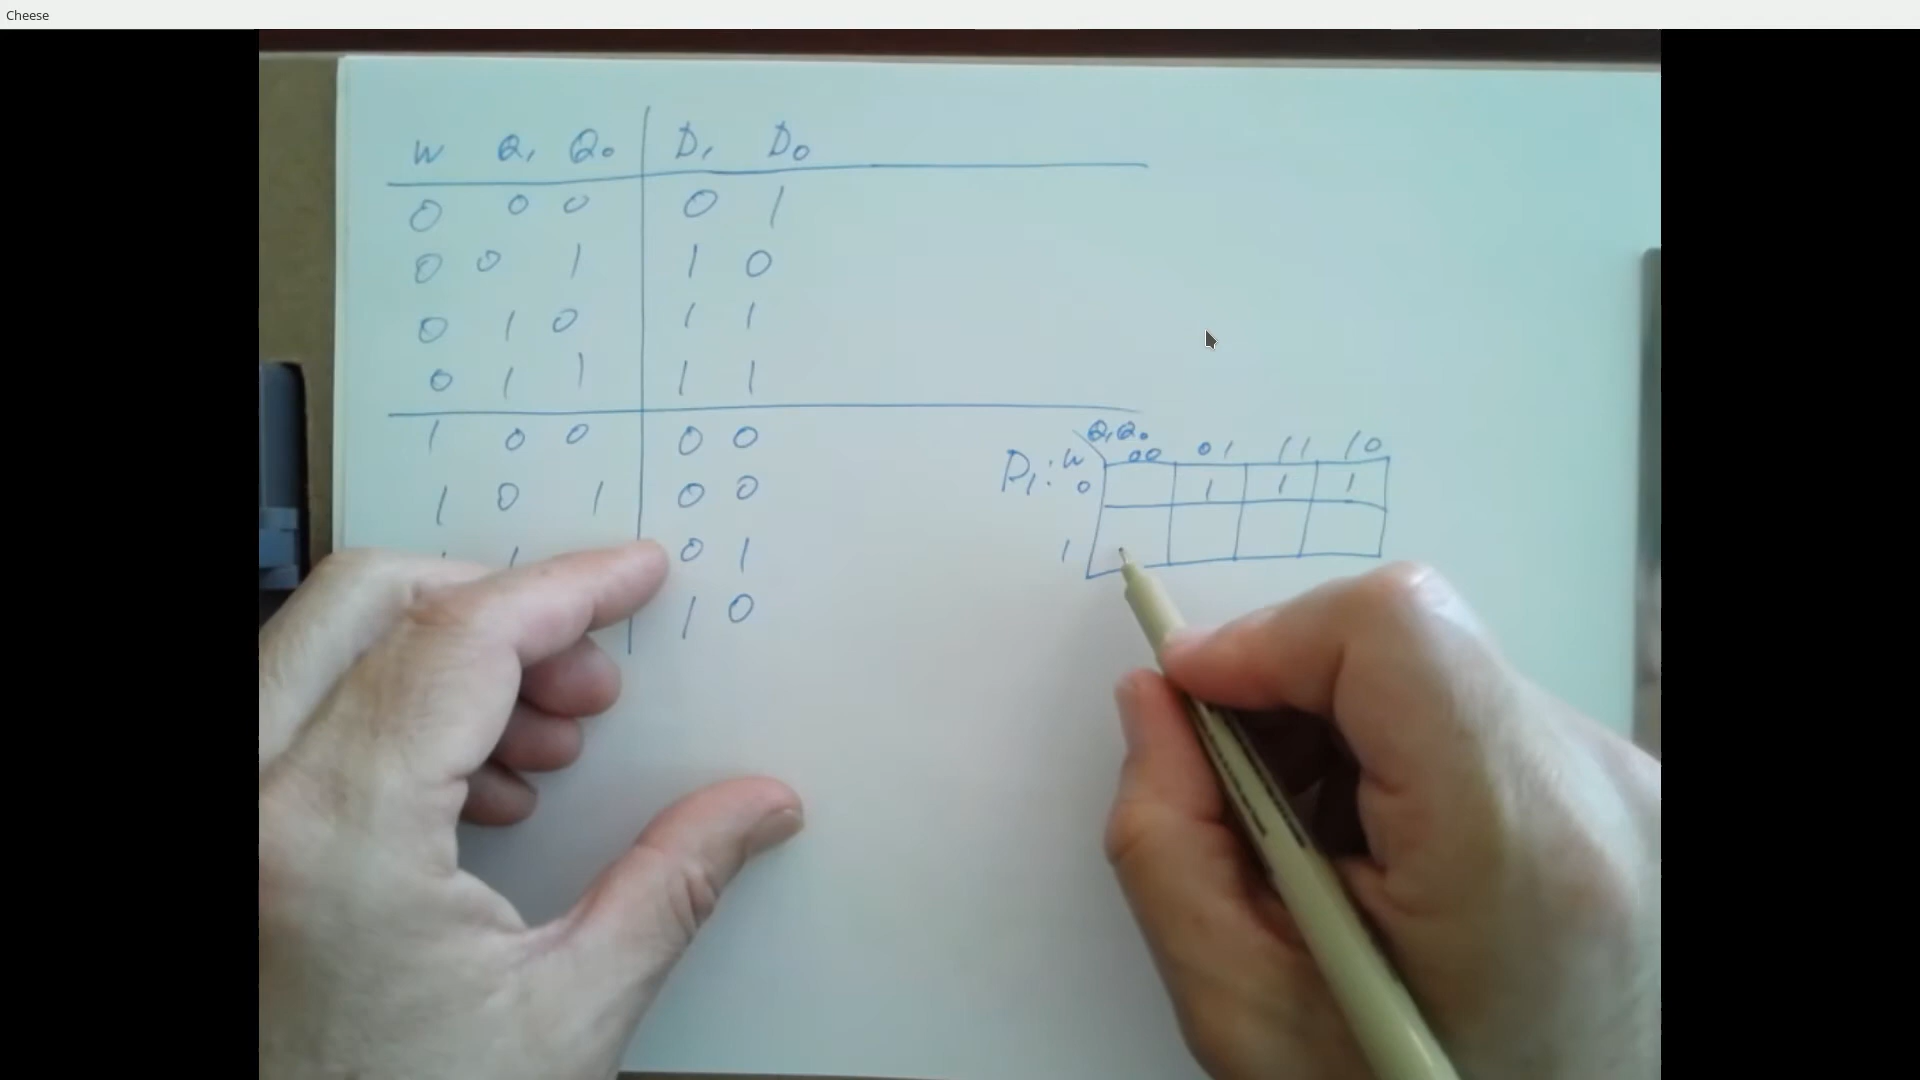 Cheese
W Q1 Q0 D1 D0
0 0 0 0 1
0 0 1 1 0
0 1 0 1 1
0 1 1 1 1
1 0 0 0 0
1 0 1 0 0
0 1
1 0
Q1Q0
D1: W 00 01 11 10
0 1 1 1
1